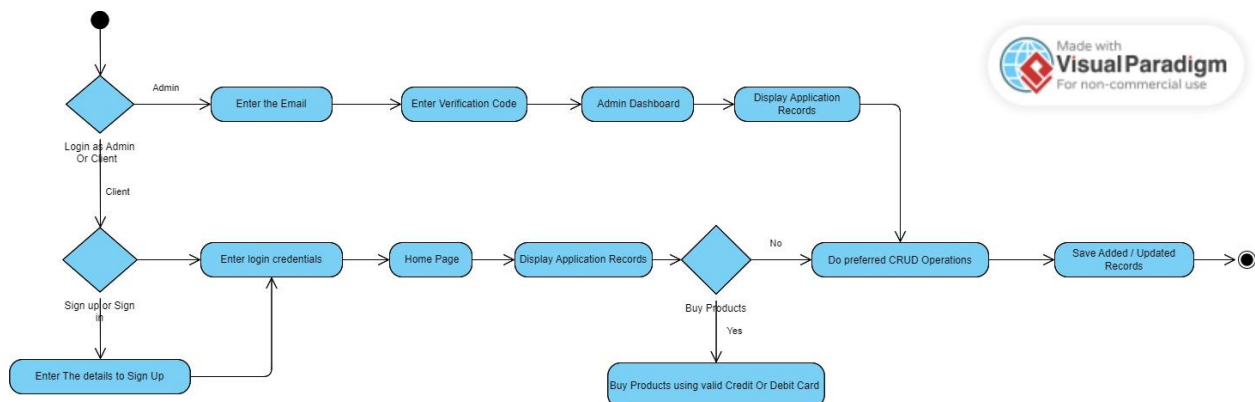 Made with
Visual Paradigm
For non-commercial use
Admin
Enter the Email
Enter Verification Code
Admin Dashboard
Display Application
Records
Login as Admin
Or Client
Client
Enter login credentials
Home Page
Display Application Records
No
Do preferred CRUD Operations
Save Added / Updated
Records
Sign up or Sign
in
Buy Products
Yes
Enter The details to Sign Up
Buy Products using valid Credit Or Debit Card